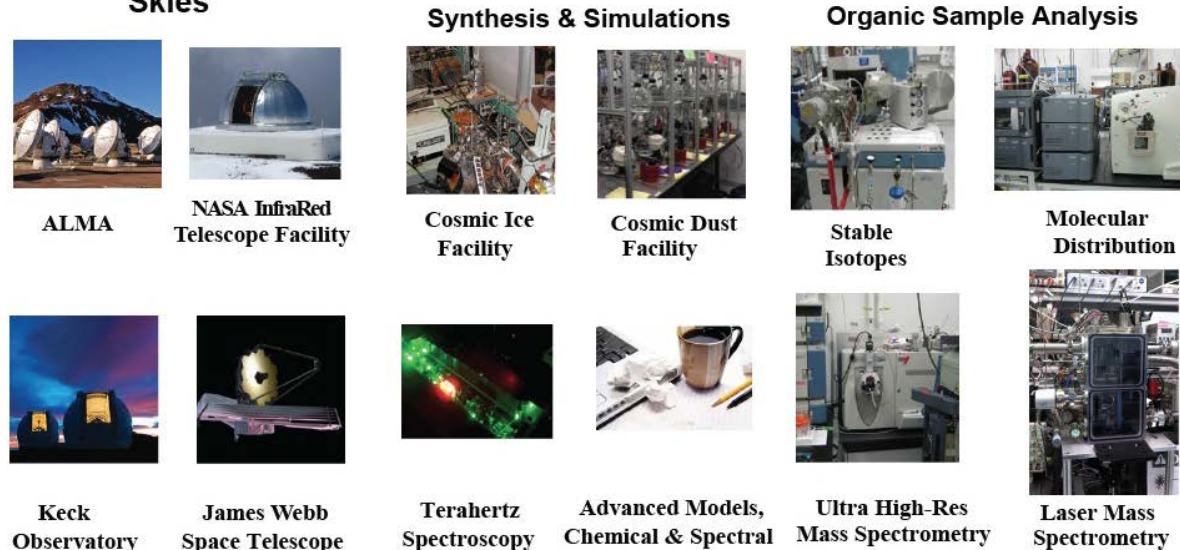 Skies
Synthesis & Simulations
Organic Sample Analysis
ALMA
NASA InfraRed
Telescope Facility
Cosmic Ice
Facility
Cosmic Dust
Facility
Stable
Isotopes
Molecular
Distribution
Keck
Observatory
James Webb
Space Telescope
Terahertz
Spectroscopy
Advanced Models,
Chemical & Spectral
Ultra High-Res
Mass Spectrometry
Laser Mass
Spectrometry